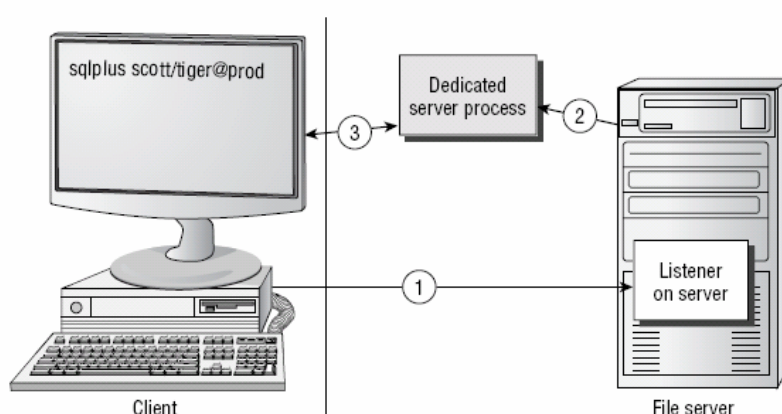 sqlplus scott/tiger@prod
Dedicated
server process
2
3
1
Listener
on server
Client
File server